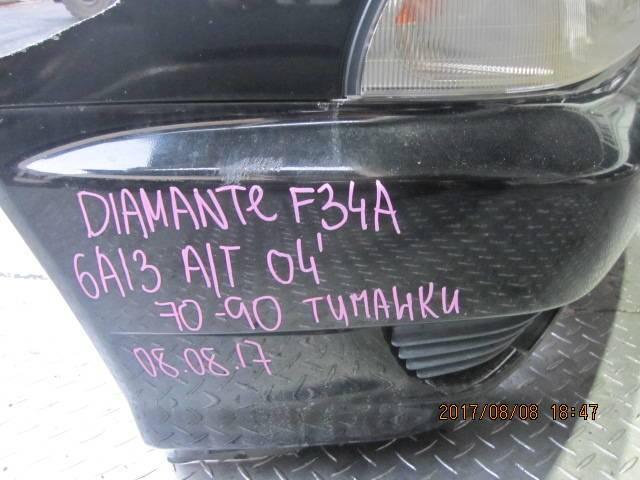 DIAMANTE F34A
6A13 A/T 04'
70-90 туманки
08.08.17
2017/08/08 18:47